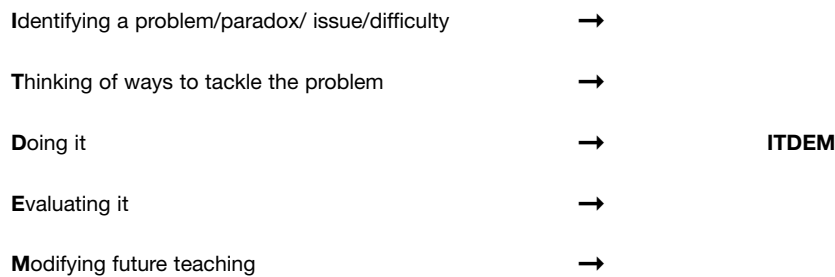 Identifying a problem/paradox/ issue/difficulty →
Thinking of ways to tackle the problem →
Doing it → ITDEM
Evaluating it →
Modifying future teaching →